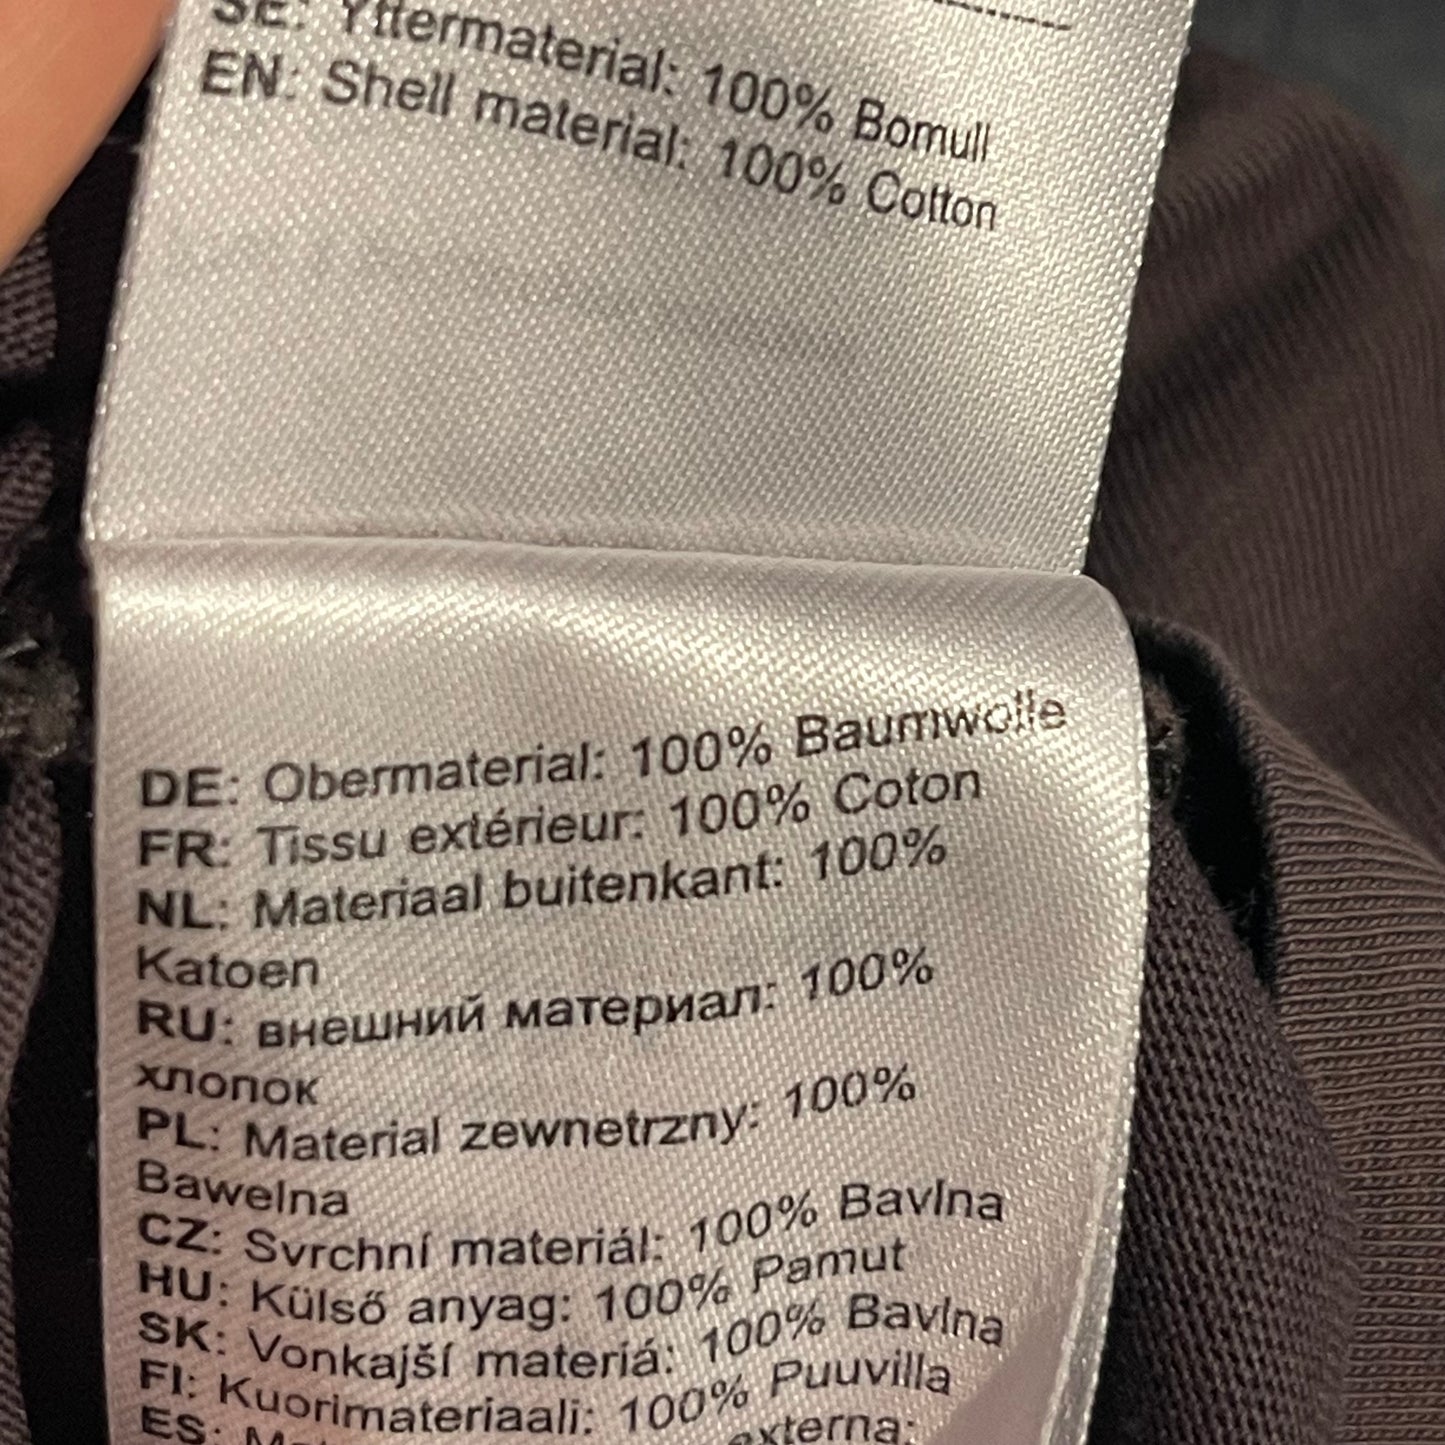 SE: Yttermaterial: 100% Bomull
EN: Shell material: 100% Cotton
DE: Obermaterial: 100% Baumwolle
FR: Tissu extérieur: 100% Coton
NL: Materiaal buitenkant: 100%
Katoen
RU: внешний материал: 100%
хлопок
PL: Material zewnetrzny: 100%
Bawelna
CZ: Svrchní materiál: 100% Bavlna
HU: Külső anyag: 100% Pamut
SK: Vonkajší materiá: 100% Bavlna
FI: Kuorimateriaali: 100% Puuvilla
ES: externa: